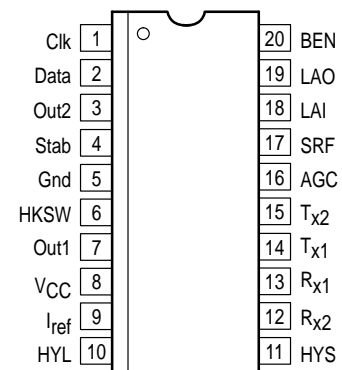 Clk 1 20 BEN
Data 2 19 LAO
Out2 3 18 LAI
Stab 4 17 SRF
Gnd 5 16 AGC
HKSW 6 15 Tx2
Out1 7 14 Tx1
VCC 8 13 Rx1
Iref 9 12 Rx2
HYL 10 11 HYS